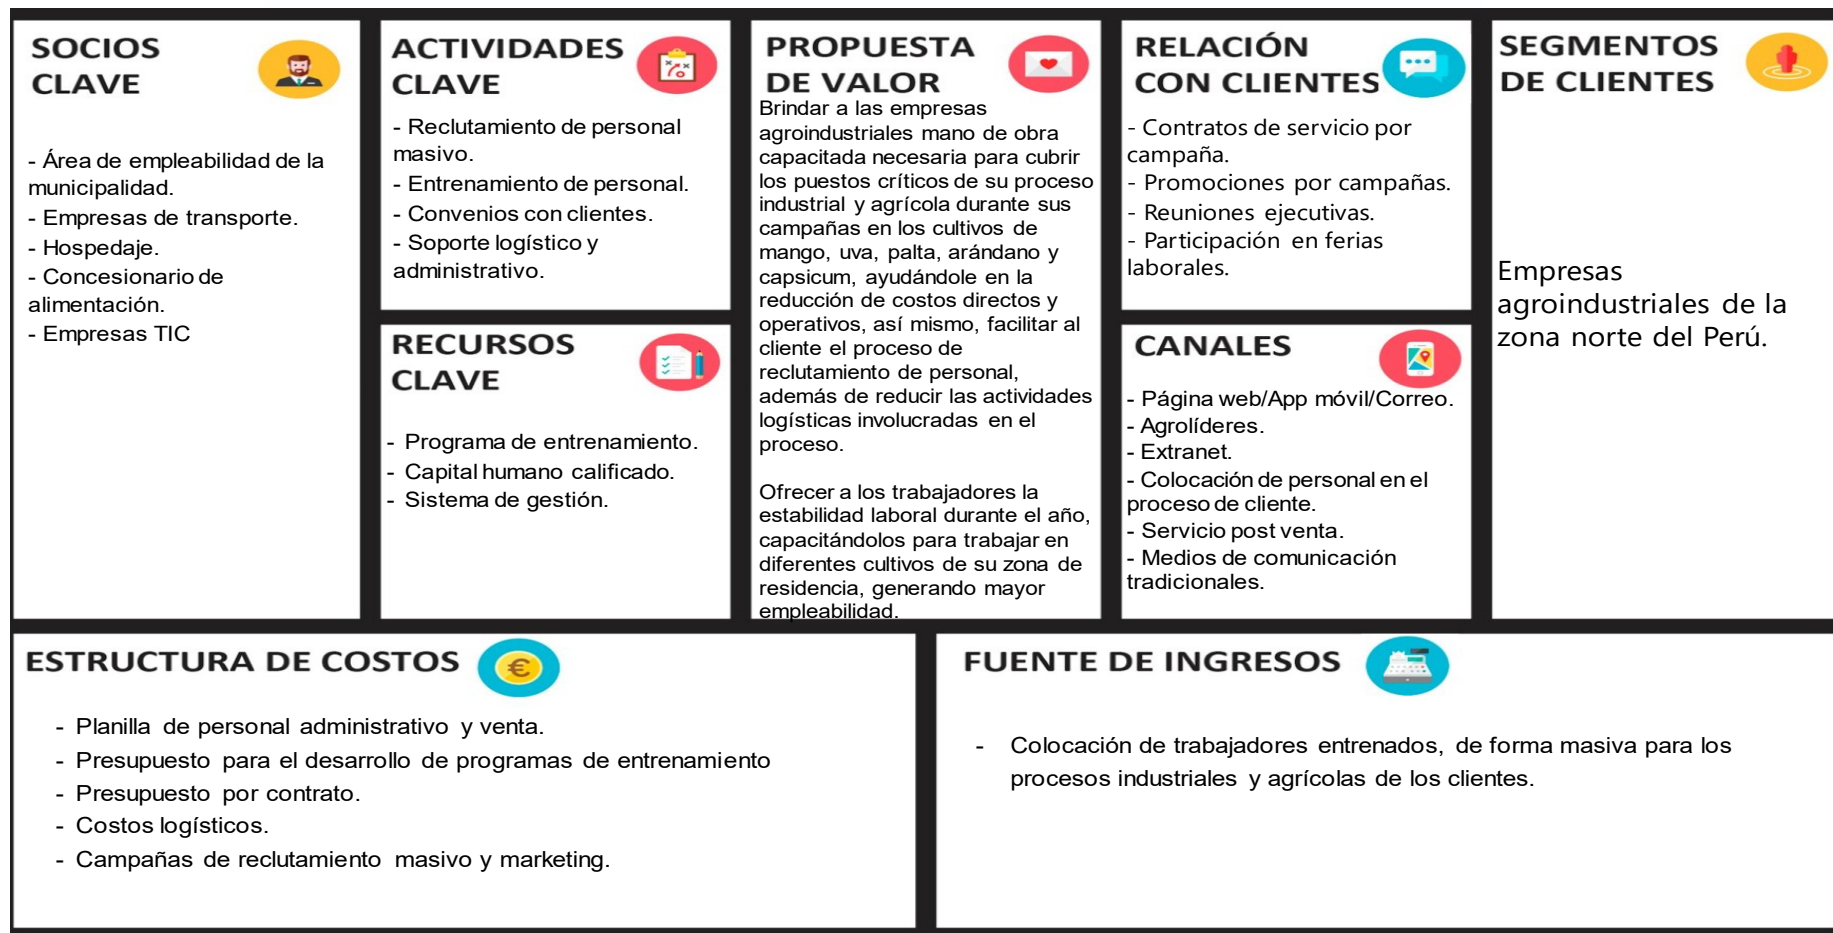 SOCIOS
CLAVE
- Área de empleabilidad de la
municipalidad.
- Empresas de transporte.
- Hospedaje.
- Concesionario de
alimentación.
- Empresas TIC
ACTIVIDADES
CLAVE
- Reclutamiento de personal
masivo.
- Entrenamiento de personal.
- Convenios con clientes.
- Soporte logístico y
administrativo.
RECURSOS
CLAVE
- Programa de entrenamiento.
- Capital humano calificado.
- Sistema de gestión.
PROPUESTA
DE VALOR
Brindar a las empresas
agroindustriales mano de obra
capacitada necesaria para cubrir
los puestos críticos de su proceso
industrial y agrícola durante sus
campañas en los cultivos de
mango, uva, palta, arándano y
capsicum, ayudándole en la
reducción de costos directos y
operativos, así mismo, facilitar al
cliente el proceso de
reclutamiento de personal,
además de reducir las actividades
logísticas involucradas en el
proceso.
Ofrecer a los trabajadores la
estabilidad laboral durante el año,
capacitándolos para trabajar en
diferentes cultivos de su zona de
residencia, generando mayor
empleabilidad.
RELACIÓN
CON CLIENTES
- Contratos de servicio por
campaña.
- Promociones por campañas.
- Reuniones ejecutivas.
- Participación en ferias
laborales.
CANALES
- Página web/App móvil/Correo.
- Agrolíderes.
- Extranet.
- Colocación de personal en el
proceso de cliente.
- Servicio post venta.
- Medios de comunicación
tradicionales.
SEGMENTOS
DE CLIENTES
Empresas
agroindustriales de la
zona norte del Perú.
ESTRUCTURA DE COSTOS
€
- Planilla de personal administrativo y venta.
- Presupuesto para el desarrollo de programas de entrenamiento
- Presupuesto por contrato.
- Costos logísticos.
- Campañas de reclutamiento masivo y marketing.
FUENTE DE INGRESOS
- Colocación de trabajadores entrenados, de forma masiva para los
procesos industriales y agrícolas de los clientes.